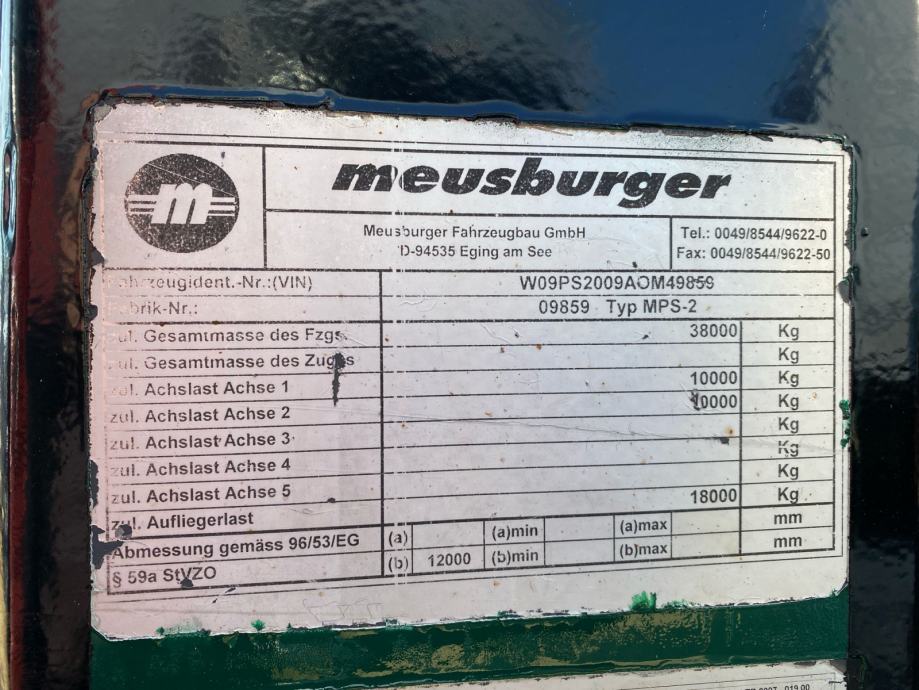 m
meusburger
Meusburger Fahrzeugbau GmbH
D-94535 Eging am See
Tel.: 0049/8544/9622-0
Fax: 0049/8544/9622-50
Fahrzeugident.-Nr.:(VIN) W09PS2009AOM49859
Fabrik-Nr.: 09859 Typ MPS-2
zul. Gesamtmasse des Fzgs. 38000 Kg
zul. Gesamtmasse des Zuges Kg
zul. Achslast Achse 1 10000 Kg
zul. Achslast Achse 2 10000 Kg
zul. Achslast Achse 3 Kg
zul. Achslast Achse 4 Kg
zul. Achslast Achse 5 Kg
zul. Aufliegerlast 18000 Kg
Abmessung gemäss 96/53/EG (a) (a)min (a)max mm
§ 59a StVZO (b) 12000 (b)min (b)max mm